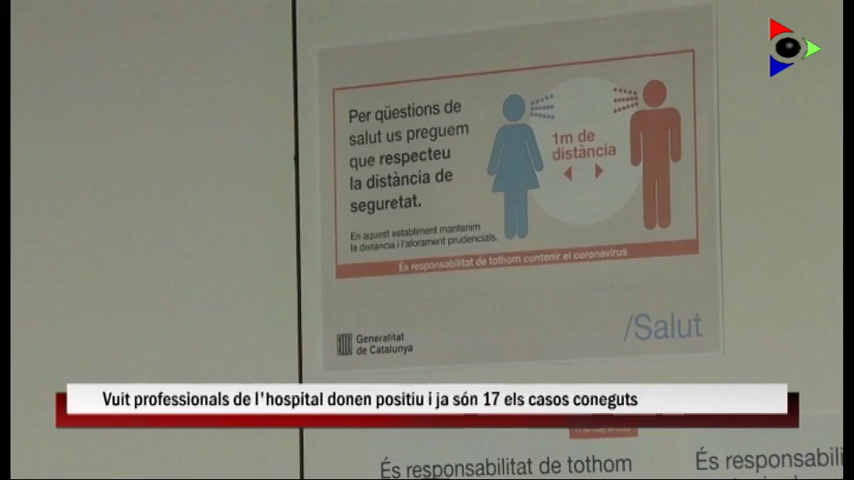 Per qüestions de
salut us preguem
que respecteu
la distància de
seguretat.
En aquest establiment mantenim
la distància i l'aforament prudencials.
1m de
distància
És responsabilitat de tothom contenir el coronavirus
Generalitat
de Catalunya
/Salut
Vuit professionals de l'hospital donen positiu i ja són 17 els casos coneguts
És responsabilitat de tothom
És responsabili